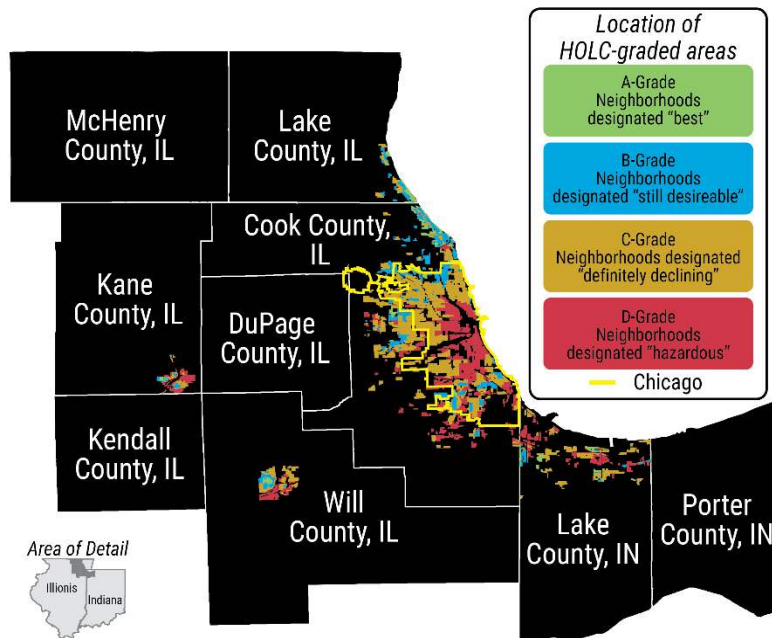 Location of
HOLC-graded areas
A-Grade
Neighborhoods
designated "best"
B-Grade
Neighborhoods
designated "still desireable"
C-Grade
Neighborhoods designated
"definitely declining"
D-Grade
Neighborhoods
designated "hazardous"
Chicago
McHenry
County, IL
Lake
County, IL
Cook County,
IL
Kane
County, IL
DuPage
County, IL
Kendall
County, IL
Will
County, IL
Lake
County, IN
Porter
County, IN
Area of Detail
Illionis
Indiana